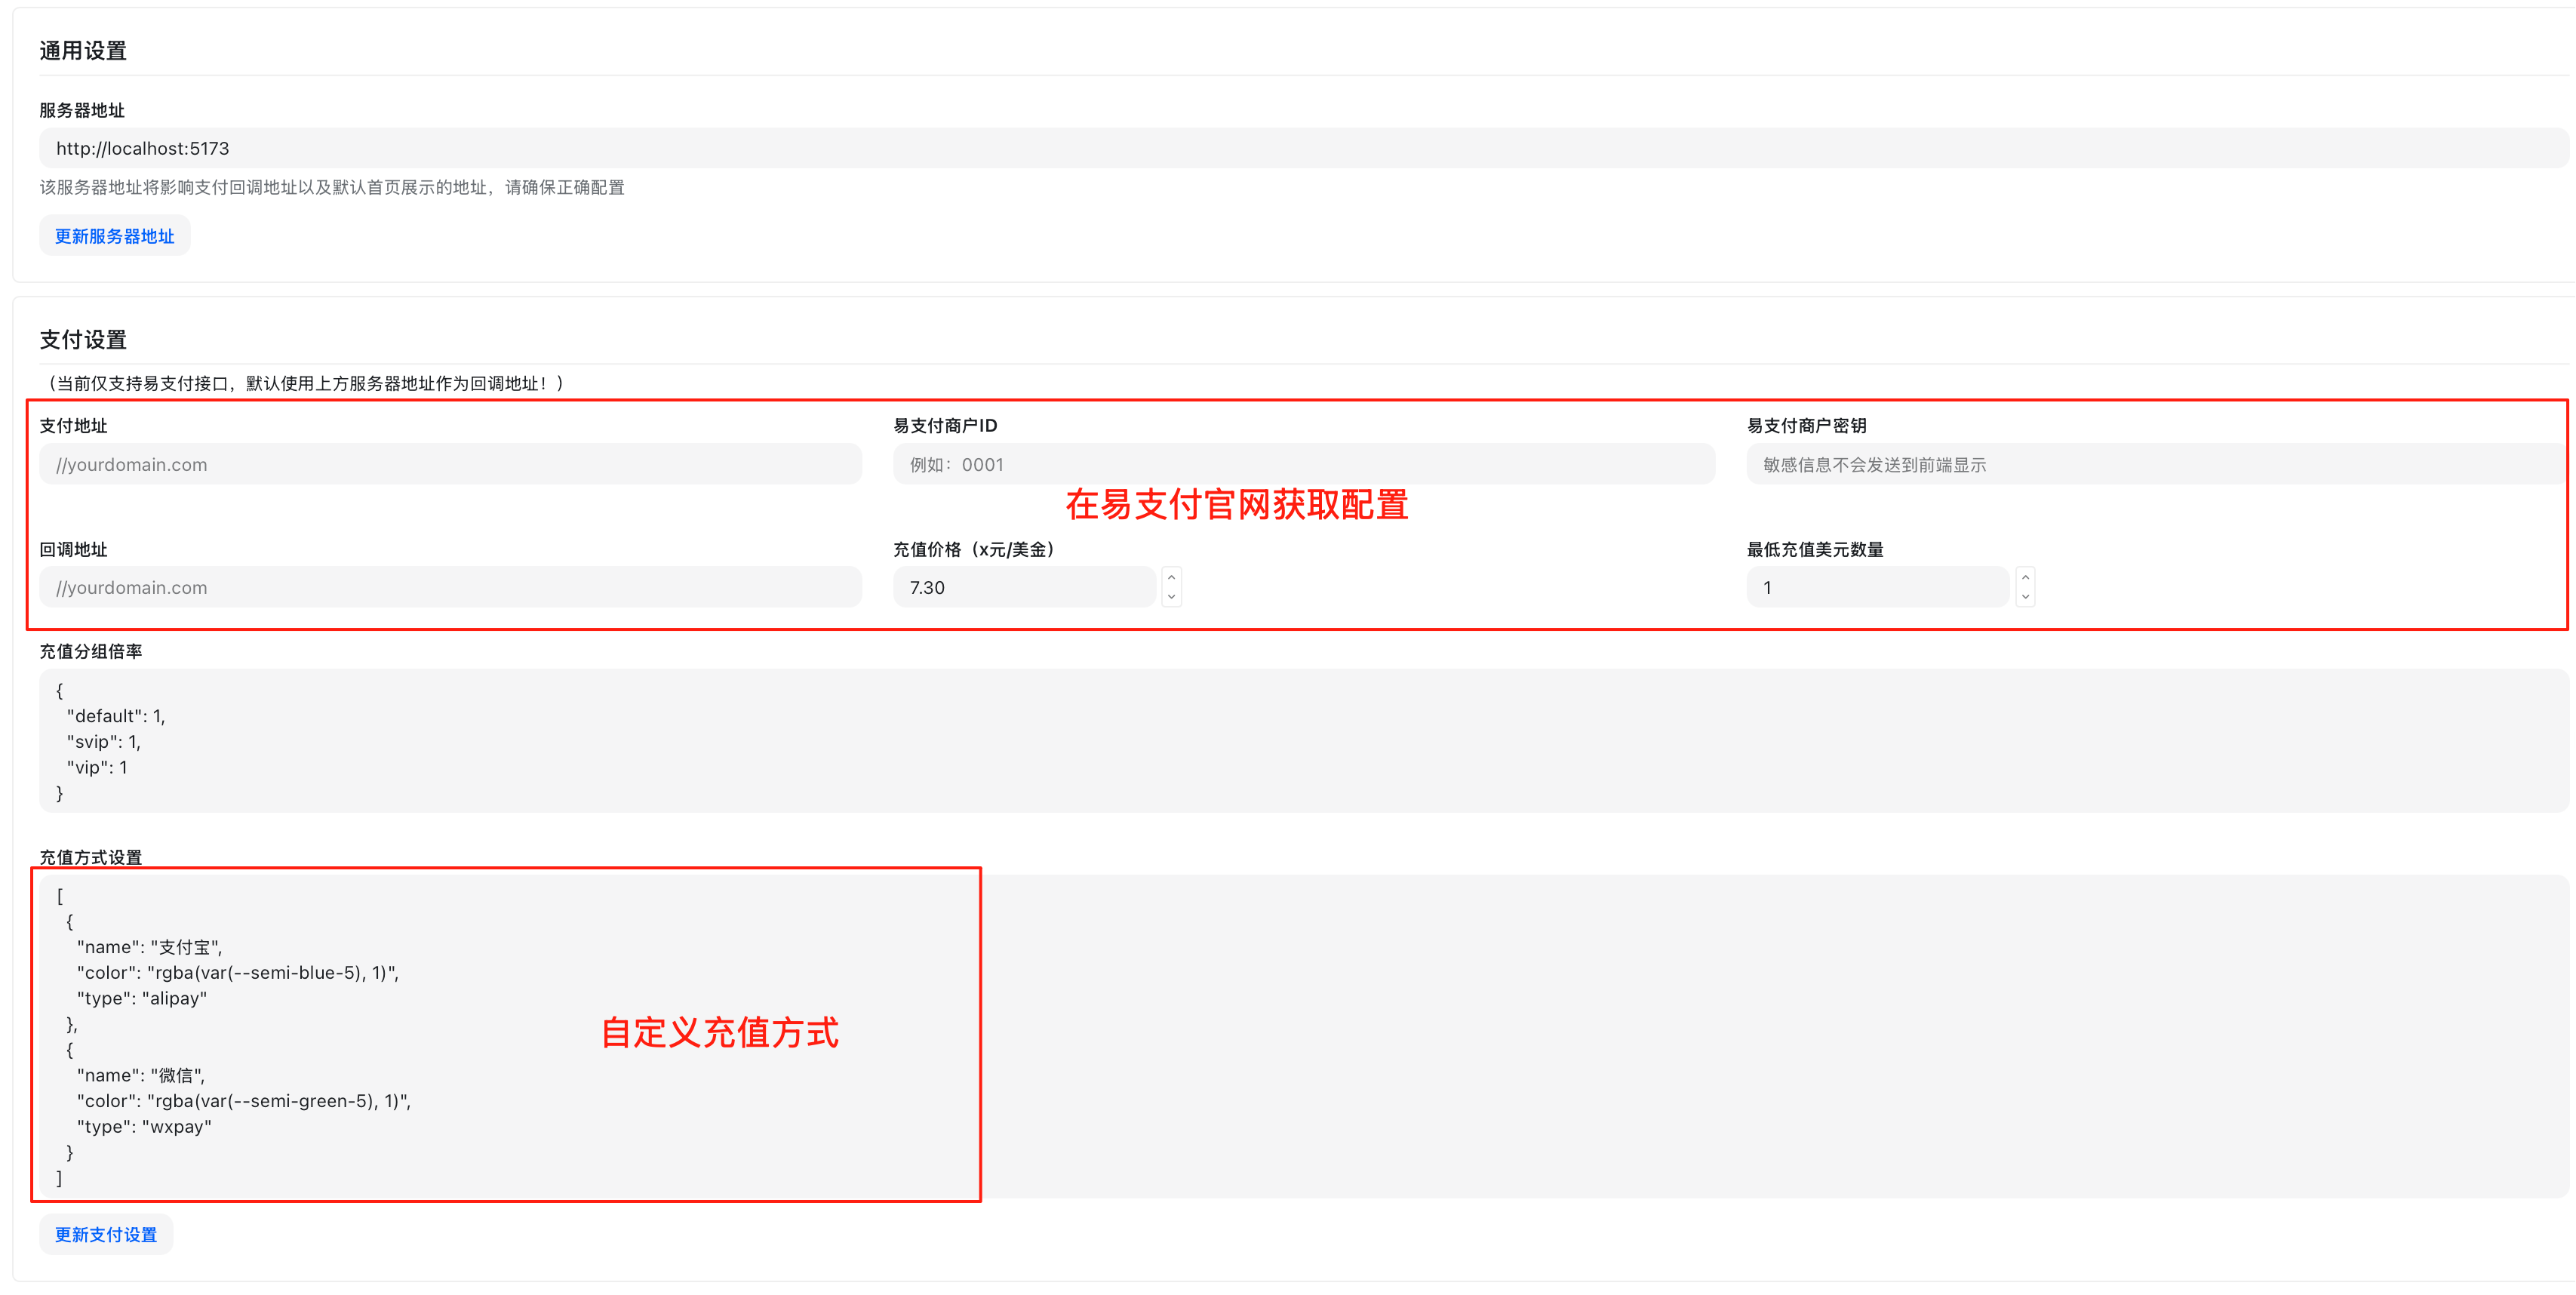 通用设置
服务器地址
http://localhost:5173
该服务器地址将影响支付回调地址以及默认首页展示的地址，请确保正确配置
更新服务器地址
支付设置
（当前仅支持易支付接口，默认使用上方服务器地址作为回调地址！）
支付地址
易支付商户ID
易支付商户密钥
//yourdomain.com
例如：0001
敏感信息不会发送到前端显示
在易支付官网获取配置
回调地址
充值价格（x元/美金）
最低充值美元数量
//yourdomain.com
7.30
1
充值分组倍率
{
"default": 1,
"svip": 1,
"vip": 1
}
充值方式设置
[
{
"name": "支付宝",
"color": "rgba(var(--semi-blue-5), 1)",
"type": "alipay"
},
自定义充值方式
{
"name": "微信",
"color": "rgba(var(--semi-green-5), 1)",
"type": "wxpay"
}
]
更新支付设置